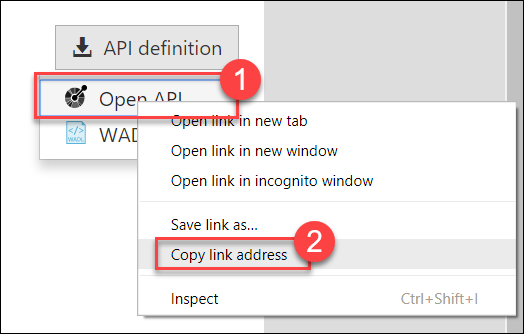 API definition
1
Open API
WAD
Open link in new tab
Open link in new window
Open link in incognito window
Save link as...
2
Copy link address
Inspect Ctrl+Shift+I